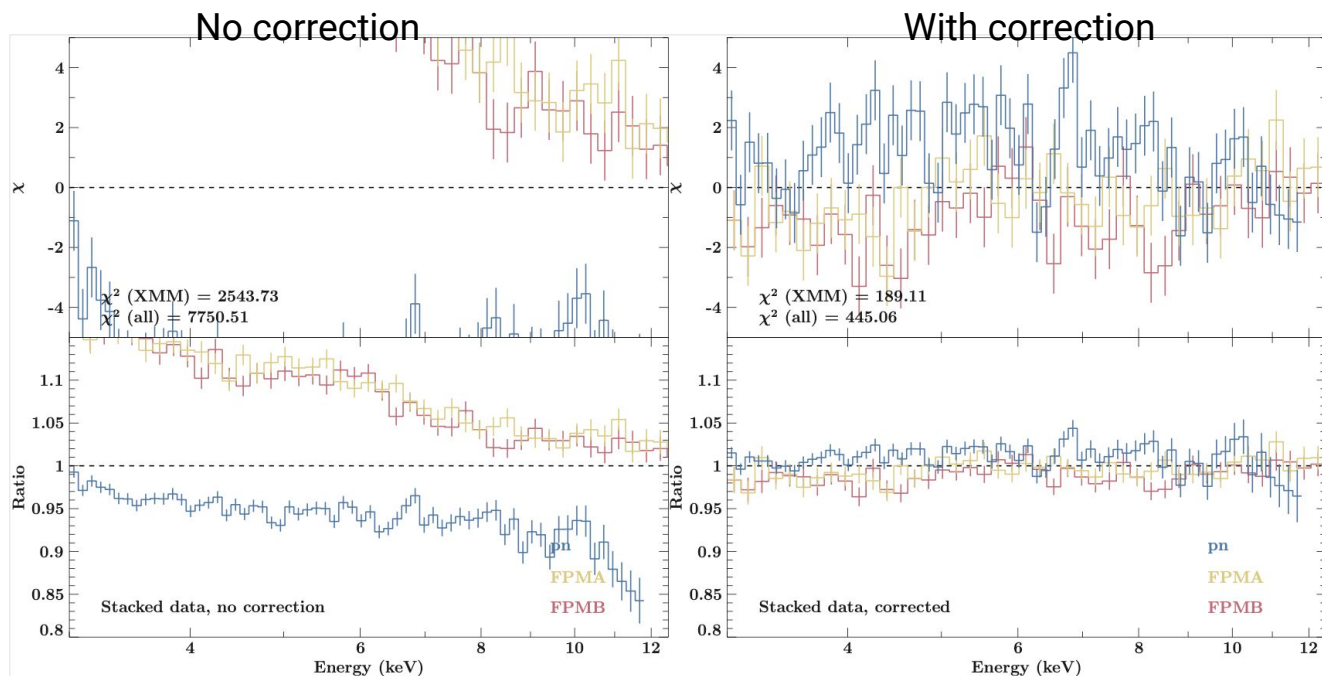 No correction
With correction
4
2
0
-2
-4
χ
χ² (XMM) = 2543.73
χ² (all) = 7750.51
1.1
1.05
1
0.95
0.9
0.85
0.8
Ratio
pn
FPMA
FPMB
Stacked data, no correction
4
6
8
10
12
Energy (keV)
4
2
0
-2
-4
χ
χ² (XMM) = 189.11
χ² (all) = 445.06
1.1
1.05
1
0.95
0.9
0.85
0.8
Ratio
pn
FPMA
FPMB
Stacked data, corrected
4
6
8
10
12
Energy (keV)